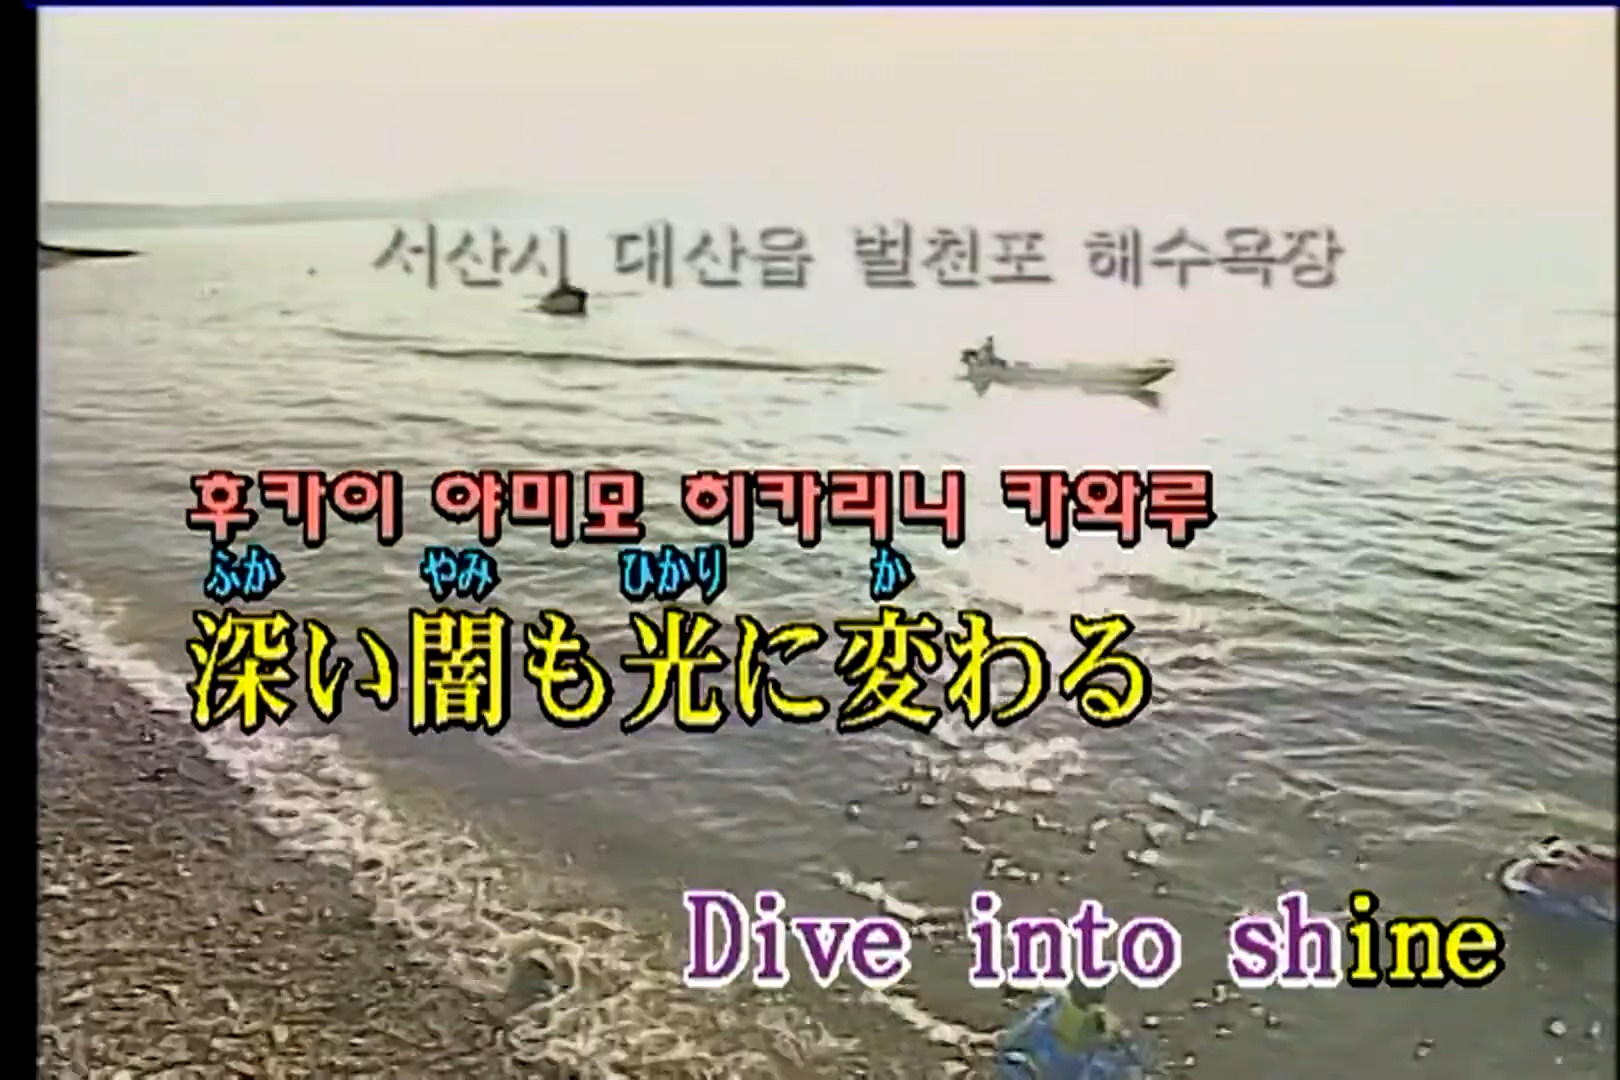 서산시 대산읍 벌천포 해수욕장
후카이 야미모 히카리니 카와루
ふか やみ ひかり か
深い闇も光に変わる
Dive into shine